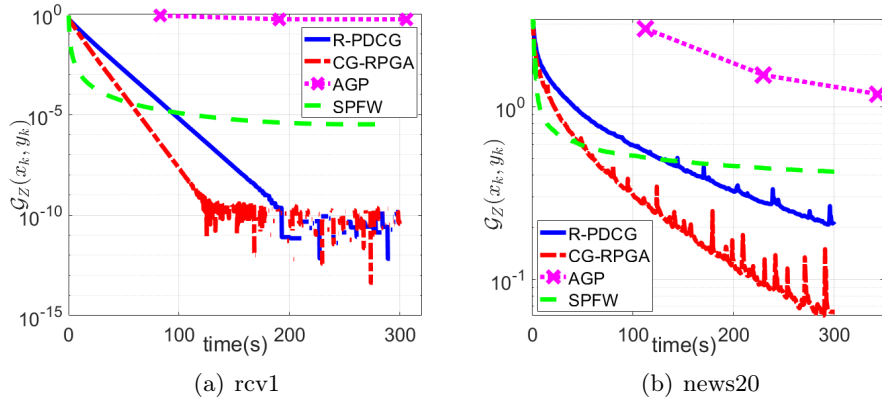 10^0
10^-5
10^-10
10^-15
G_Z(x_k, y_k)
0
100
200
300
time(s)
R-PDCG
CG-RPGA
AGP
SPFW
(a) rcv1
10^0
10^-1
G_Z(x_k, y_k)
0
100
200
300
time(s)
R-PDCG
CG-RPGA
AGP
SPFW
(b) news20